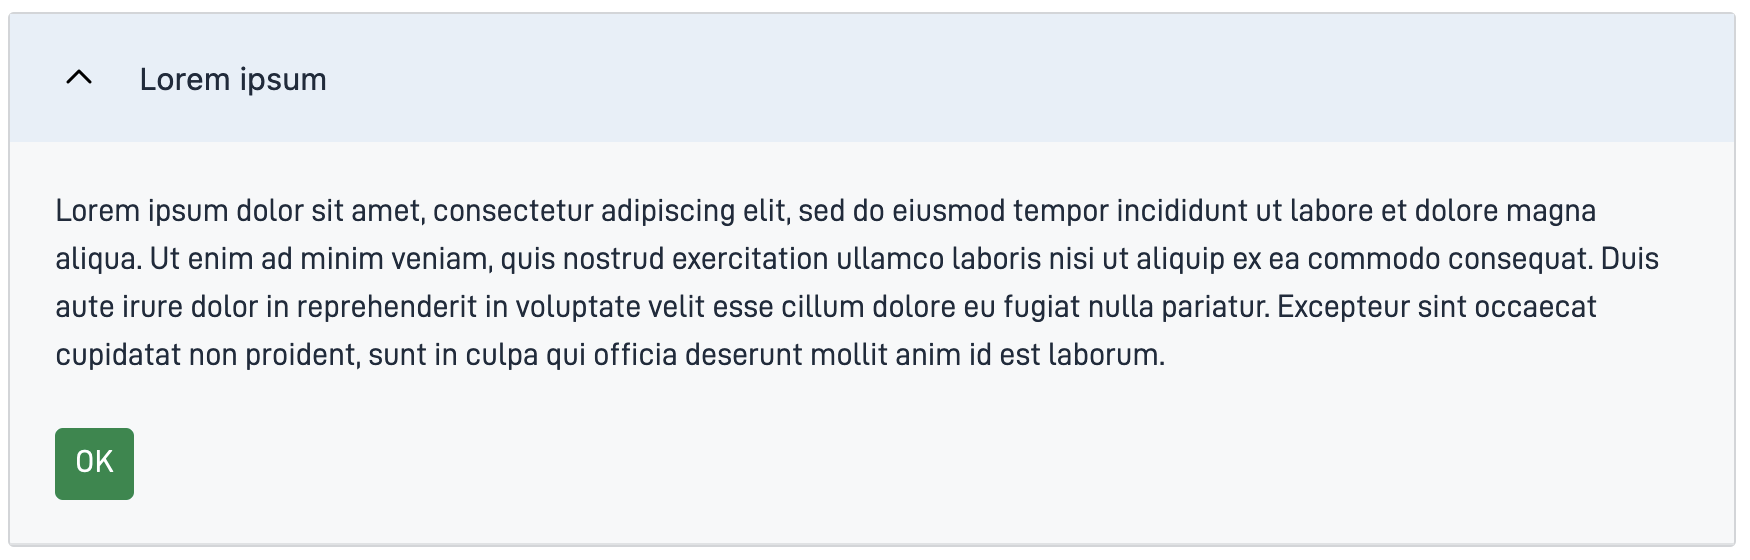 Lorem ipsum
Lorem ipsum dolor sit amet, consectetur adipiscing elit, sed do eiusmod tempor incididunt ut labore et dolore magna
aliqua. Ut enim ad minim veniam, quis nostrud exercitation ullamco laboris nisi ut aliquip ex ea commodo consequat. Duis
aute irure dolor in reprehenderit in voluptate velit esse cillum dolore eu fugiat nulla pariatur. Excepteur sint occaecat
cupidatat non proident, sunt in culpa qui officia deserunt mollit anim id est laborum.
OK